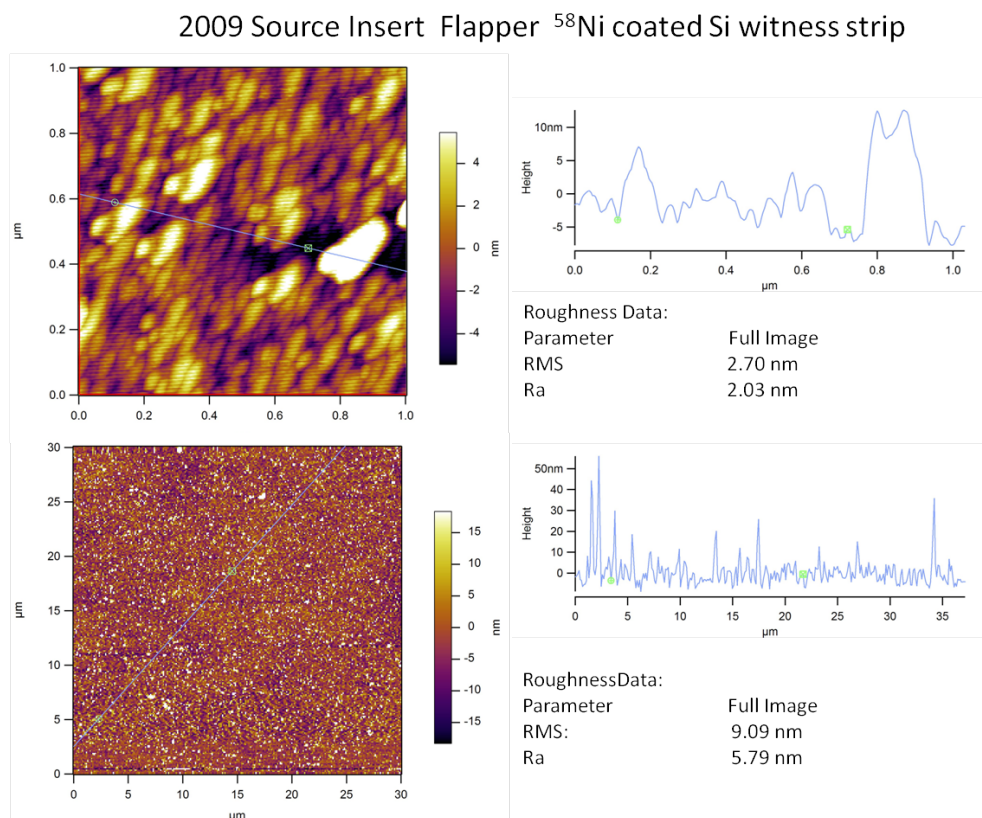 2009 Source Insert Flapper ⁵⁸Ni coated Si witness strip
1.0
0.8
0.6
0.4
0.2
0.0
µm
0.0 0.2 0.4 0.6 0.8 1.0
4
2
0
-2
-4
nm
10nm
0
-5
Height
0.0 0.2 0.4 0.6 0.8 1.0
µm
Roughness Data:
Parameter Full Image
RMS 2.70 nm
Ra 2.03 nm
30
25
20
15
10
5
0
µm
0 5 10 15 20 25 30
µm
15
10
5
0
-5
-10
-15
nm
50nm
40
30
20
10
0
Height
0 5 10 15 20 25 30 35
µm
RoughnessData:
Parameter Full Image
RMS: 9.09 nm
Ra 5.79 nm